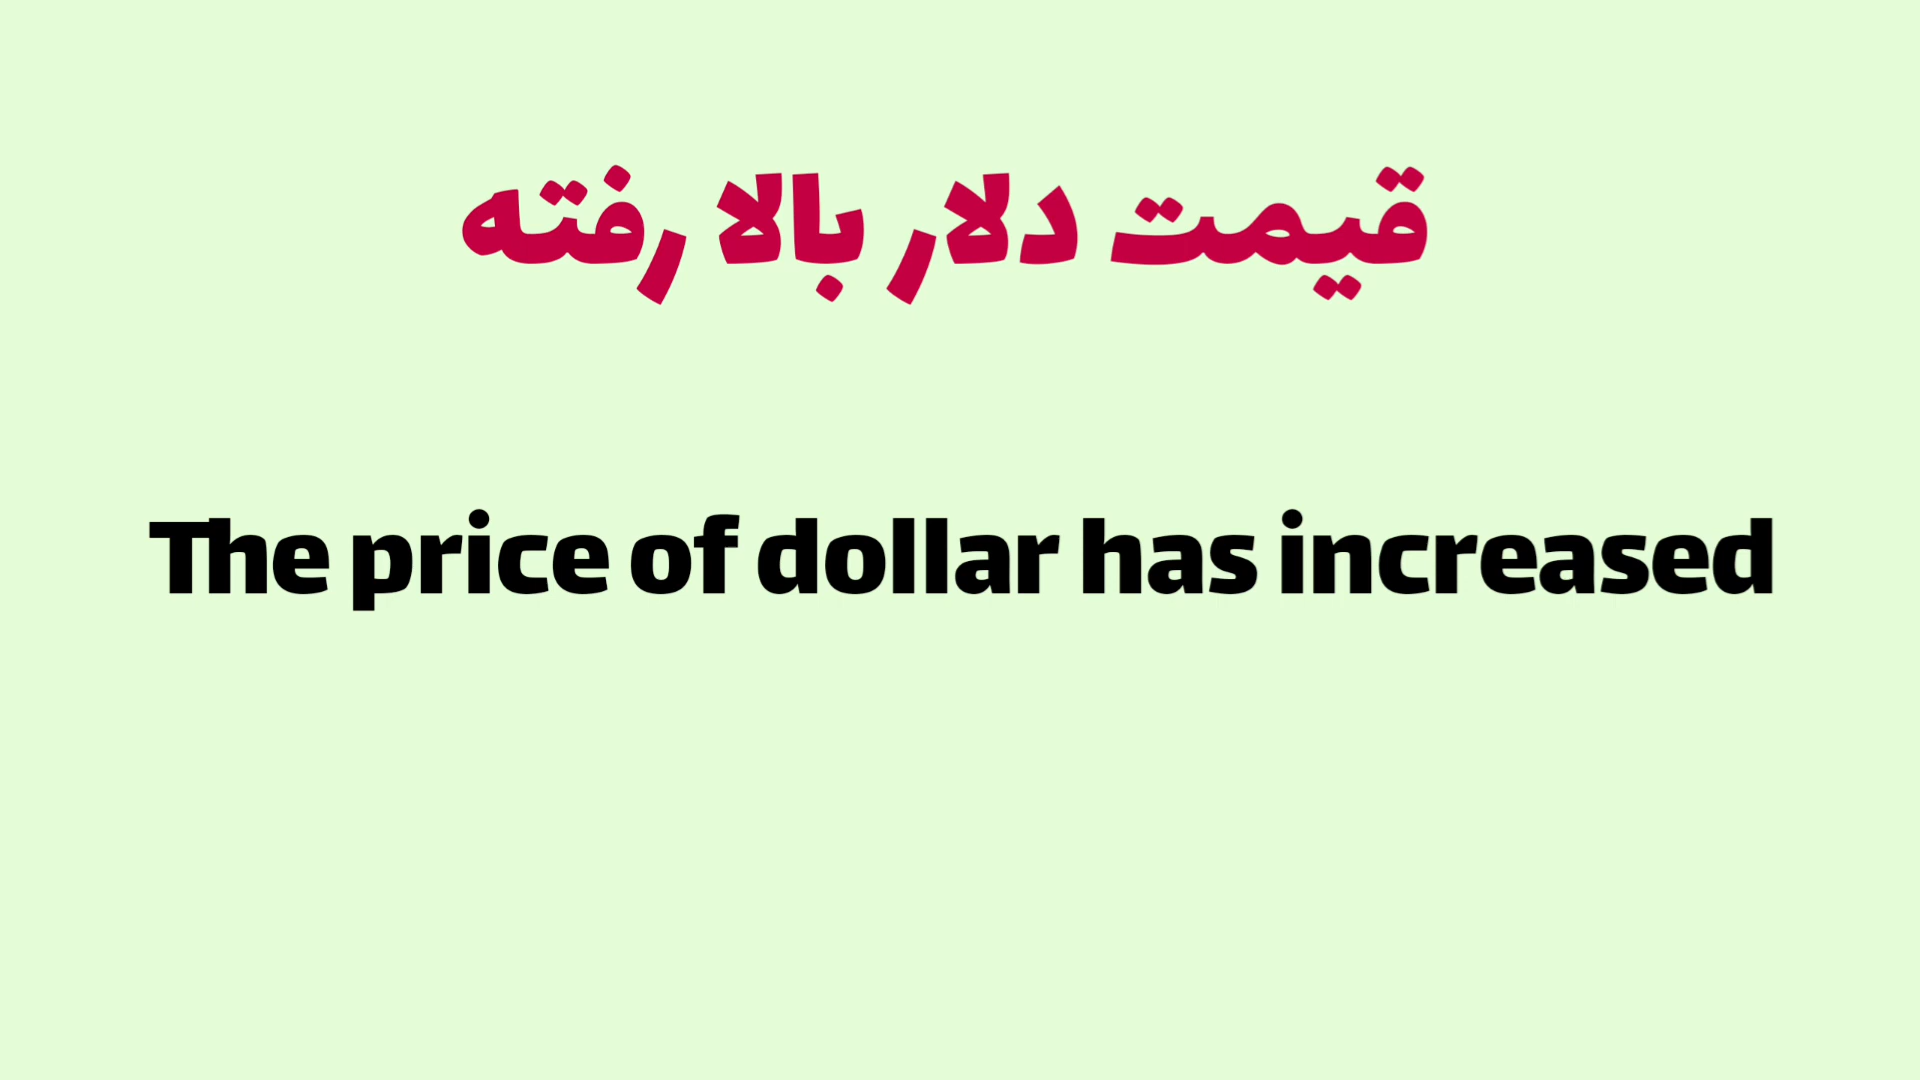 قیمت دلار بالا رفته
The price of dollar has increased